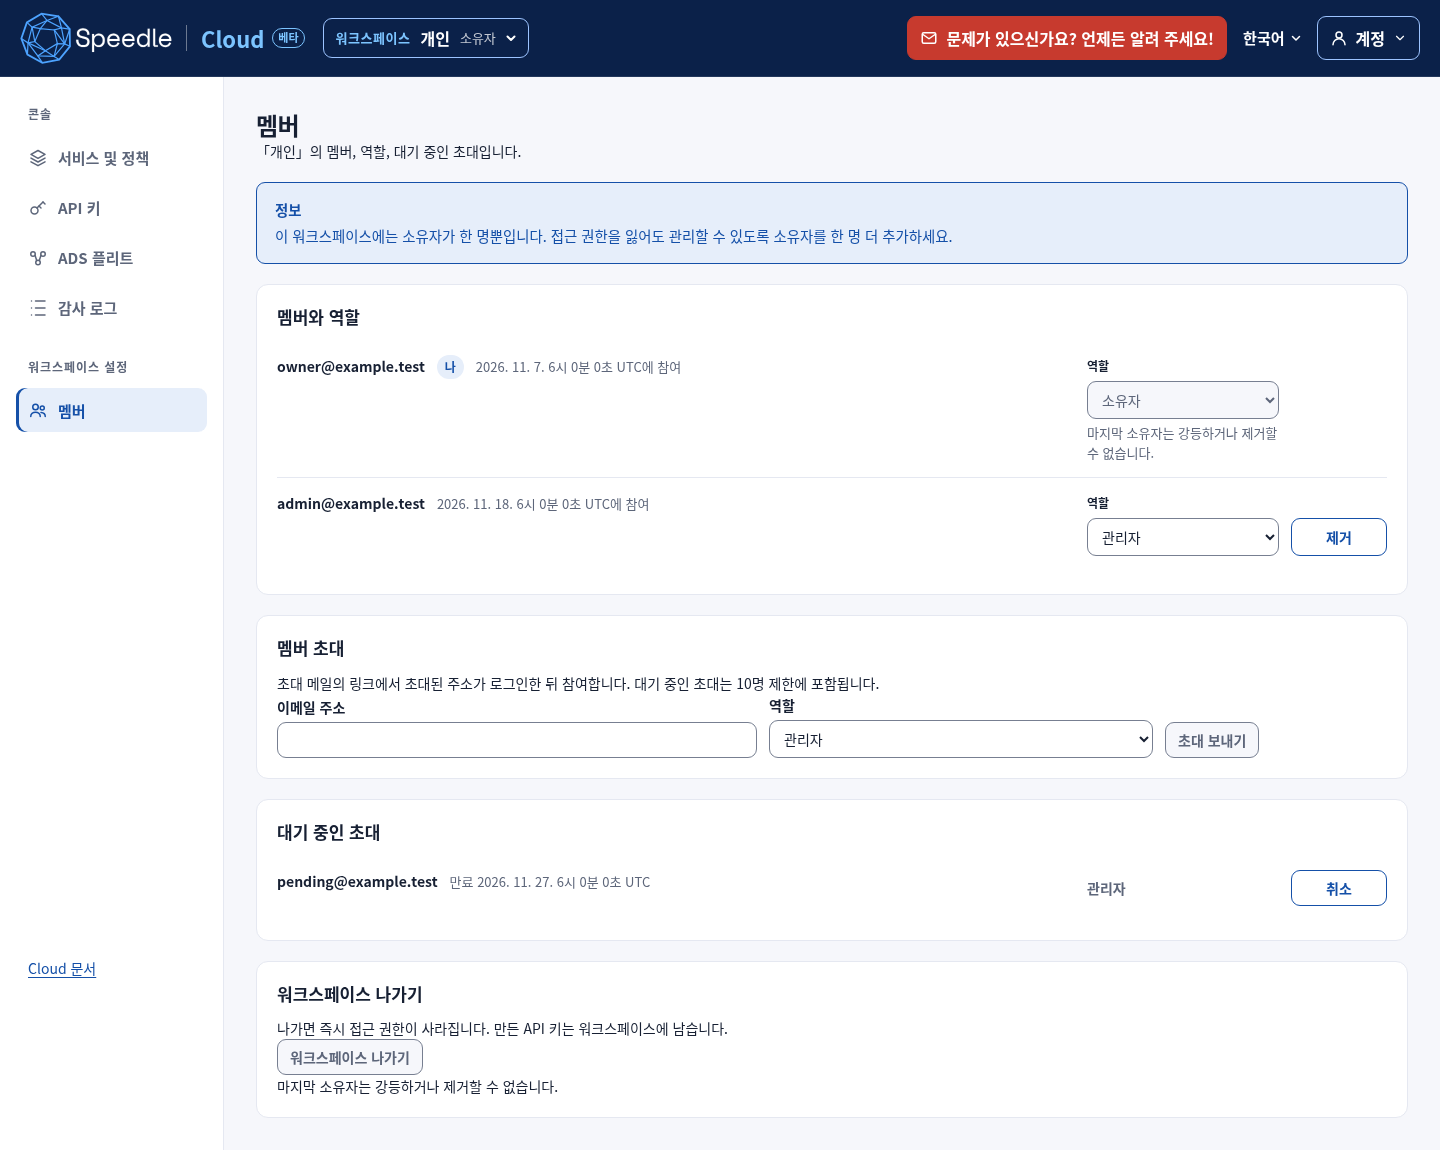 Speedle
Cloud 베타
워크스페이스 개인 소유자
문제가 있으신가요? 언제든 알려 주세요!
한국어
계정
콘솔
서비스 및 정책
API 키
ADS 플리트
감사 로그
워크스페이스 설정
멤버
Cloud 문서
멤버
「개인」의 멤버, 역할, 대기 중인 초대입니다.
정보
이 워크스페이스에는 소유자가 한 명뿐입니다. 접근 권한을 잃어도 관리할 수 있도록 소유자를 한 명 더 추가하세요.
멤버와 역할
owner@example.test 나 2026. 11. 7. 6시 0분 0초 UTC에 참여
역할
소유자
마지막 소유자는 강등하거나 제거할
수 없습니다.
admin@example.test 2026. 11. 18. 6시 0분 0초 UTC에 참여
역할
관리자
제거
멤버 초대
초대 메일의 링크에서 초대된 주소가 로그인한 뒤 참여합니다. 대기 중인 초대는 10명 제한에 포함됩니다.
이메일 주소
역할
관리자
초대 보내기
대기 중인 초대
pending@example.test 만료 2026. 11. 27. 6시 0분 0초 UTC
관리자
취소
워크스페이스 나가기
나가면 즉시 접근 권한이 사라집니다. 만든 API 키는 워크스페이스에 남습니다.
워크스페이스 나가기
마지막 소유자는 강등하거나 제거할 수 없습니다.